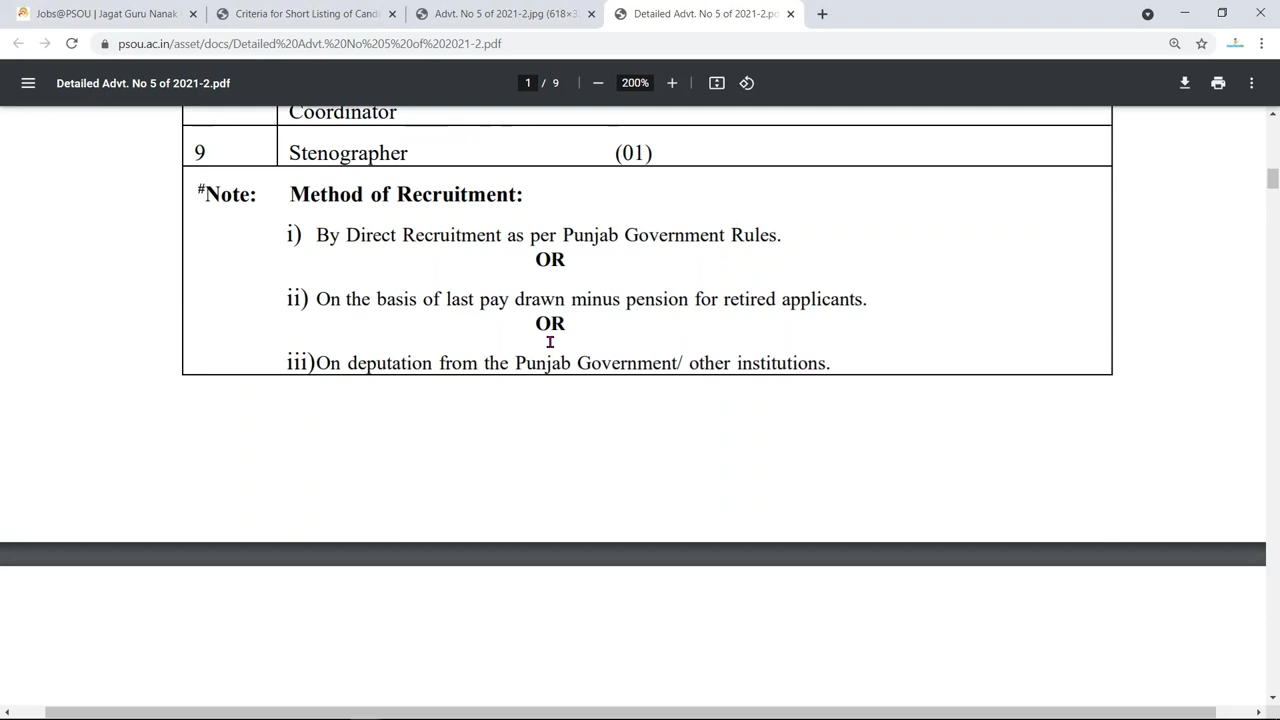 Jobs@PSOU | Jagat Guru Nanak
Criteria for Short Listing of Candi
Advt. No 5 of 2021-2.jpg (618×3
Detailed Advt. No 5 of 2021-2.pd
psou.ac.in/asset/docs/Detailed%20Advt.%20No%205%20of%202021-2.pdf
Detailed Advt. No 5 of 2021-2.pdf
1 / 9
200%
Coordinator
9 Stenographer (01)
#Note: Method of Recruitment:
i) By Direct Recruitment as per Punjab Government Rules.
OR
ii) On the basis of last pay drawn minus pension for retired applicants.
OR
iii)On deputation from the Punjab Government/ other institutions.